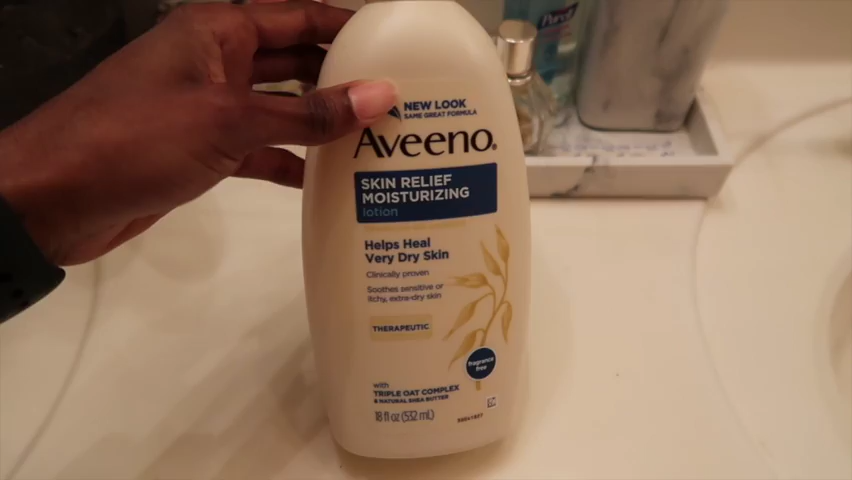 Purell
NEW LOOK
SAME GREAT FORMULA
Aveeno®
SKIN RELIEF
MOISTURIZING
lotion
Helps Heal
Very Dry Skin
Clinically proven
Soothes sensitive or
itchy, extra-dry skin
THERAPEUTIC
fragrance
free
with
TRIPLE OAT COMPLEX
& NATURAL SHEA BUTTER
18 fl oz (532 mL)